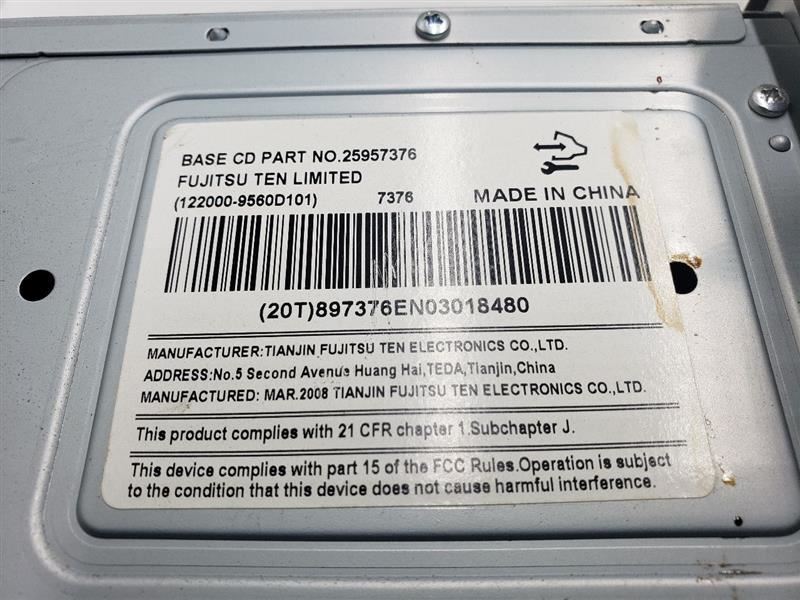 BASE CD PART NO.25957376
FUJITSU TEN LIMITED
(122000-9560D101) 7376 MADE IN CHINA
(20T)897376EN03018480
MANUFACTURER:TIANJIN FUJITSU TEN ELECTRONICS CO.,LTD.
ADDRESS:No.5 Second Avenue Huang Hai,TEDA,Tianjin,China
MANUFACTURED: MAR.2008 TIANJIN FUJITSU TEN ELECTRONICS CO.,LTD.
This product complies with 21 CFR chapter 1.Subchapter J.
This device complies with part 15 of the FCC Rules.Operation is subject
to the condition that this device does not cause harmful interference.